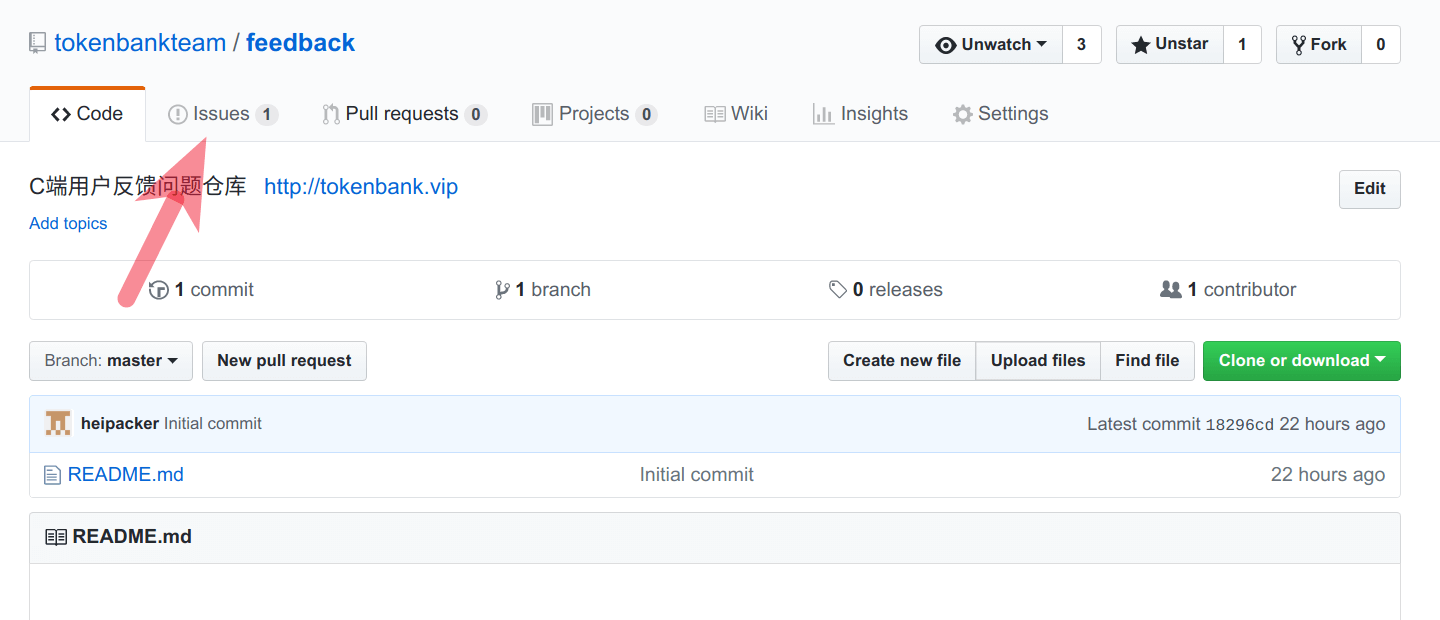 tokenbankteam / feedback
Unwatch 3 Unstar 1 Fork 0
Code Issues 1 Pull requests 0 Projects 0 Wiki Insights Settings
C端用户反馈问题仓库 http://tokenbank.vip
Edit
Add topics
1 commit 1 branch 0 releases 1 contributor
Branch: master New pull request Create new file Upload files Find file Clone or download
heipacker Initial commit Latest commit 18296cd 22 hours ago
README.md Initial commit 22 hours ago
README.md